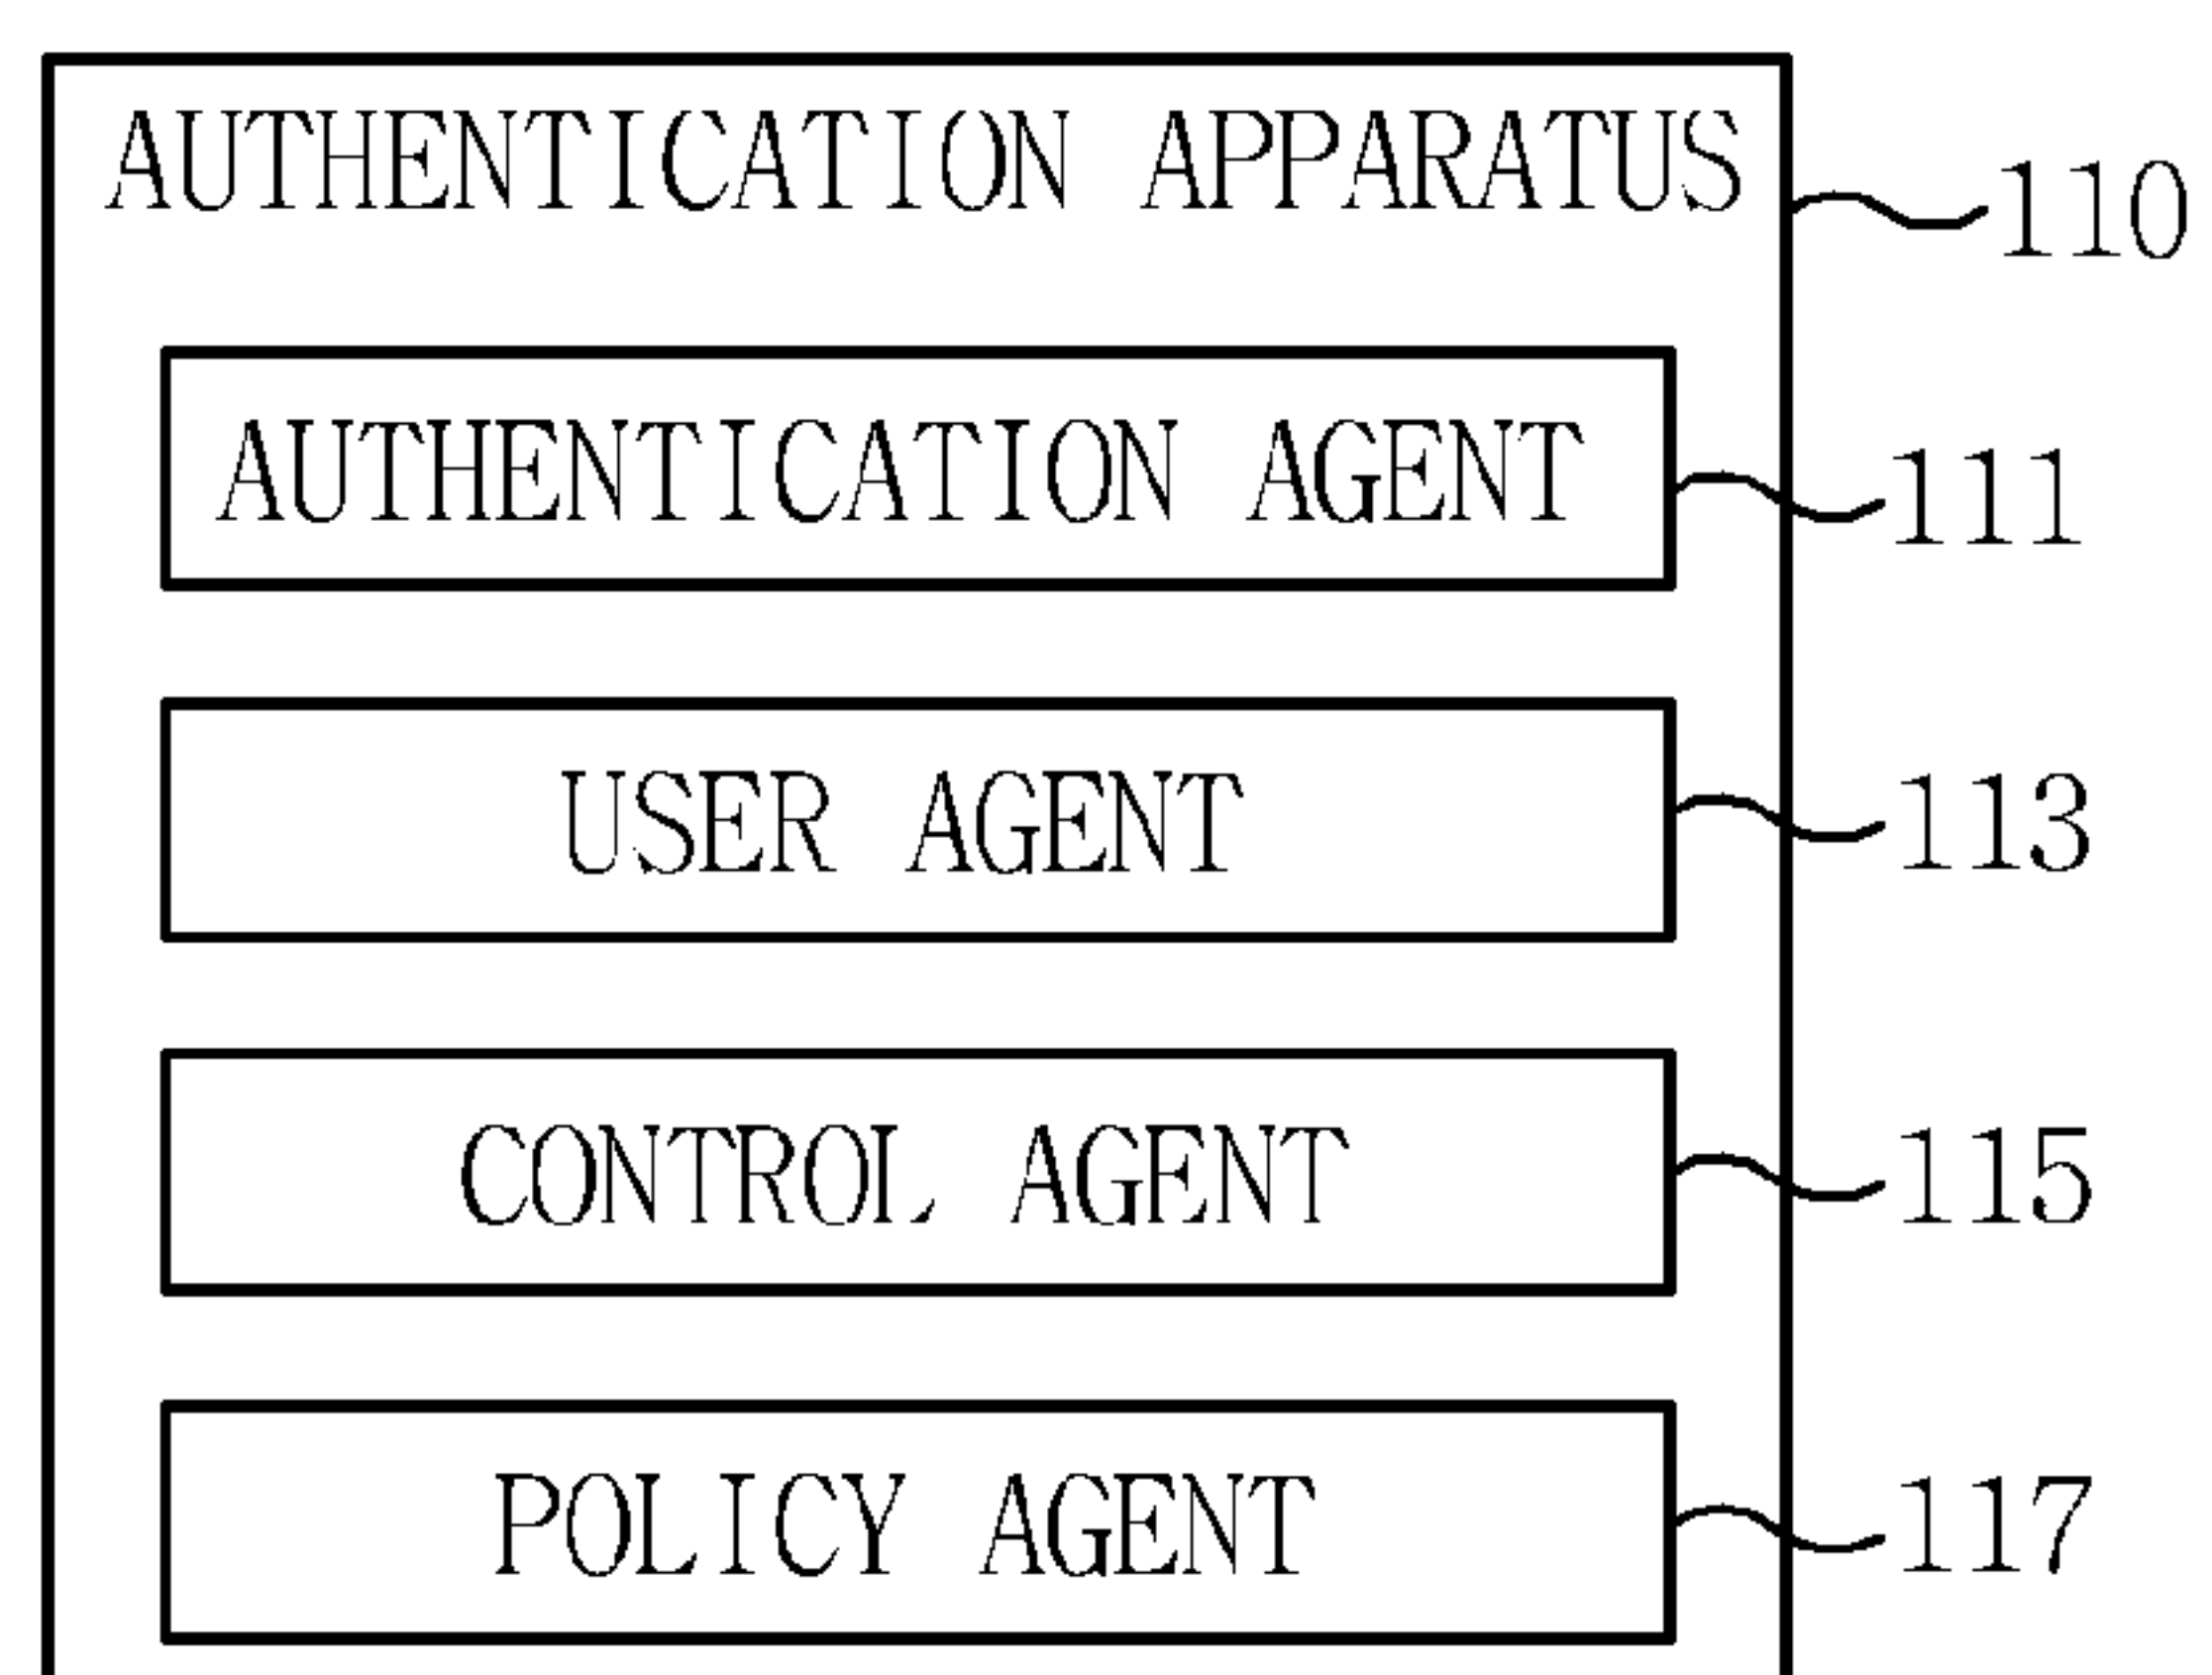 AUTHENTICATION APPARATUS
110
AUTHENTICATION AGENT
111
USER AGENT
113
CONTROL AGENT
115
POLICY AGENT
117